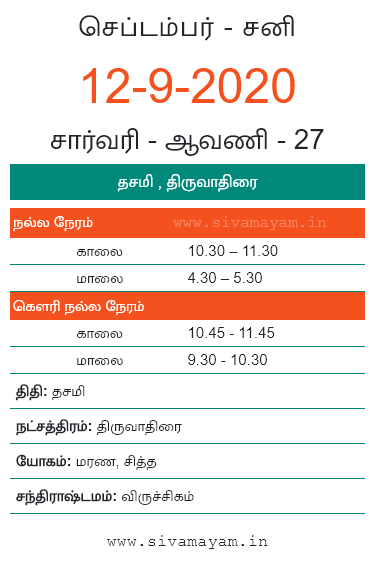 செப்டம்பர் - சனி
12-9-2020
சார்வரி - ஆவணி - 27
தசமி , திருவாதிரை
நல்ல நேரம் www.sivamayam.in
காலை 10.30 – 11.30
மாலை 4.30 – 5.30
கௌரி நல்ல நேரம்
காலை 10.45 - 11.45
மாலை 9.30 - 10.30
திதி: தசமி
நட்சத்திரம்: திருவாதிரை
யோகம்: மரண, சித்த
சந்திராஷ்டமம்: விருச்சிகம்
www.sivamayam.in